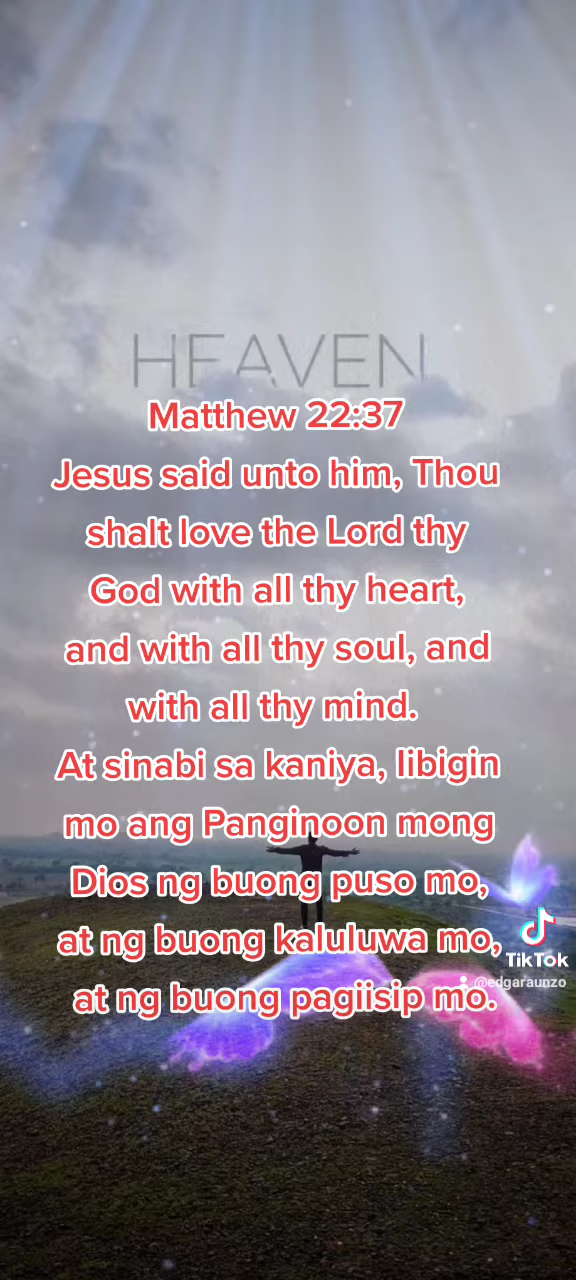 HEAVEN
Matthew 22:37
Jesus said unto him, Thou
shalt love the Lord thy
God with all thy heart,
and with all thy soul, and
with all thy mind.
At sinabi sa kaniya, Iibigin
mo ang Panginoon mong
Dios ng buong puso mo,
at ng buong kaluluwa mo,
at ng buong pagiisip mo.
TikTok
@edgaraunzo